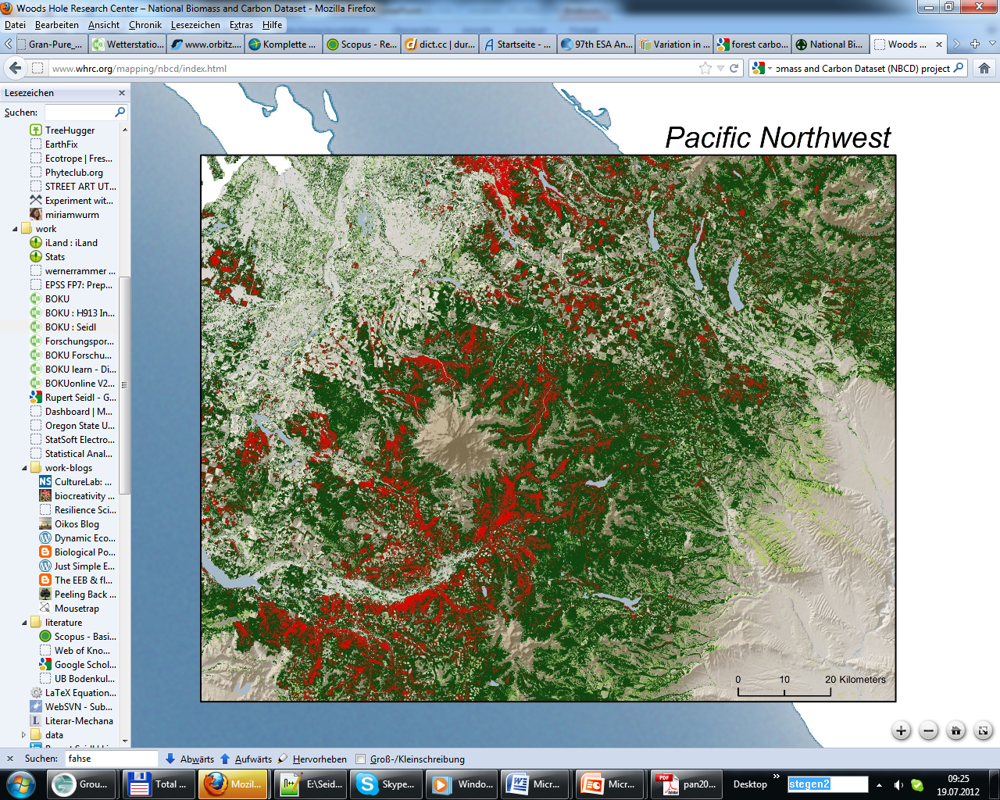 Woods Hole Research Center – National Biomass and Carbon Dataset - Mozilla Firefox
Datei Bearbeiten Ansicht Chronik Lesezeichen Extras Hilfe
Gran-Pure_... Wetterstatio... www.orbitz.... Komplette ... Scopus - Re... dict.cc | dur... Startseite - ... 97th ESA An... Variation in ... forest carbo... National Bi... Woods ...
www.whrc.org/mapping/nbcd/index.html
omass and Carbon Dataset (NBCD) project
Lesezeichen
Suchen:
TreeHugger
EarthFix
Ecotrope | Fres...
Phyteclub.org
STREET ART UT...
Experiment wit...
miriamwurm
work
iLand : iLand
Stats
wernerrammer ...
EPSS FP7: Prep...
BOKU
BOKU : H913 In...
BOKU : Seidl
Forschungspor...
BOKU Forschu...
BOKU learn - Di...
BOKUonline V2...
Rupert Seidl - G...
Dashboard | M...
Oregon State U...
StatSoft Electro...
Statistical Anal...
work-blogs
CultureLab: ...
biocreativity ...
Resilience Sci...
Oikos Blog
Dynamic Eco...
Biological Po...
Just Simple E...
The EEB & fl...
Peeling Back ...
Mousetrap
literature
Scopus - Basi...
Web of Kno...
Google Schol...
UB Bodenkul...
LaTeX Equation...
WebSVN - Sub...
Literar-Mechana
data
Pacific Northwest
0 10 20 Kilometers
Suchen: fahse Abwärts Aufwärts Hervorheben Groß-/Kleinschreibung
Grou... Total ... Mozil... E:\Seid... Skype... Windo... Micr... Micr... pan20... Desktop » stegen2 09:25
19.07.2012